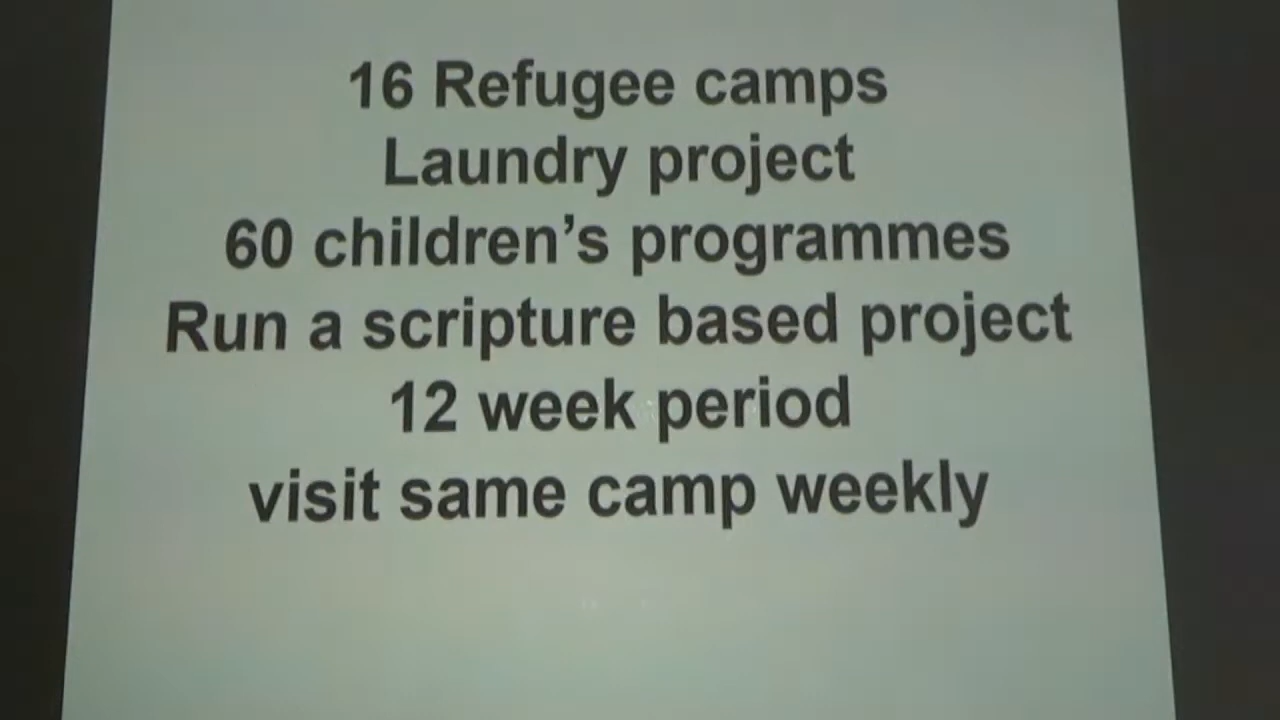 16 Refugee camps
Laundry project
60 children’s programmes
Run a scripture based project
12 week period
visit same camp weekly